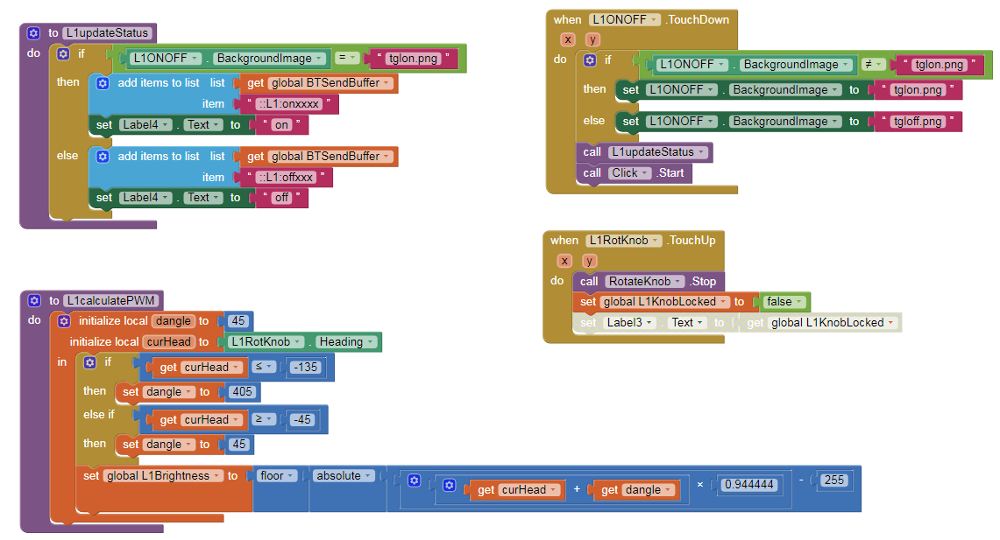 to L1updateStatus
do if L1ONOFF . BackgroundImage = " tglon.png "
then add items to list list get global BTSendBuffer
item " ::L1:onxxxx "
set Label4 . Text to " on "
else add items to list list get global BTSendBuffer
item " ::L1:offxxx "
set Label4 . Text to " off "
when L1ONOFF .TouchDown
x y
do if L1ONOFF . BackgroundImage ≠ " tglon.png "
then set L1ONOFF . BackgroundImage to " tglon.png "
else set L1ONOFF . BackgroundImage to " tgloff.png "
call L1updateStatus
call Click .Start
when L1RotKnob .TouchUp
x y
do call RotateKnob .Stop
set global L1KnobLocked to false
set Label3 . Text to get global L1KnobLocked
to L1calculatePWM
do initialize local dangle to 45
initialize local curHead to L1RotKnob . Heading
in if get curHead ≤ -135
then set dangle to 405
else if get curHead ≥ -45
then set dangle to 45
set global L1Brightness to floor absolute get curHead + get dangle × 0.944444 - 255